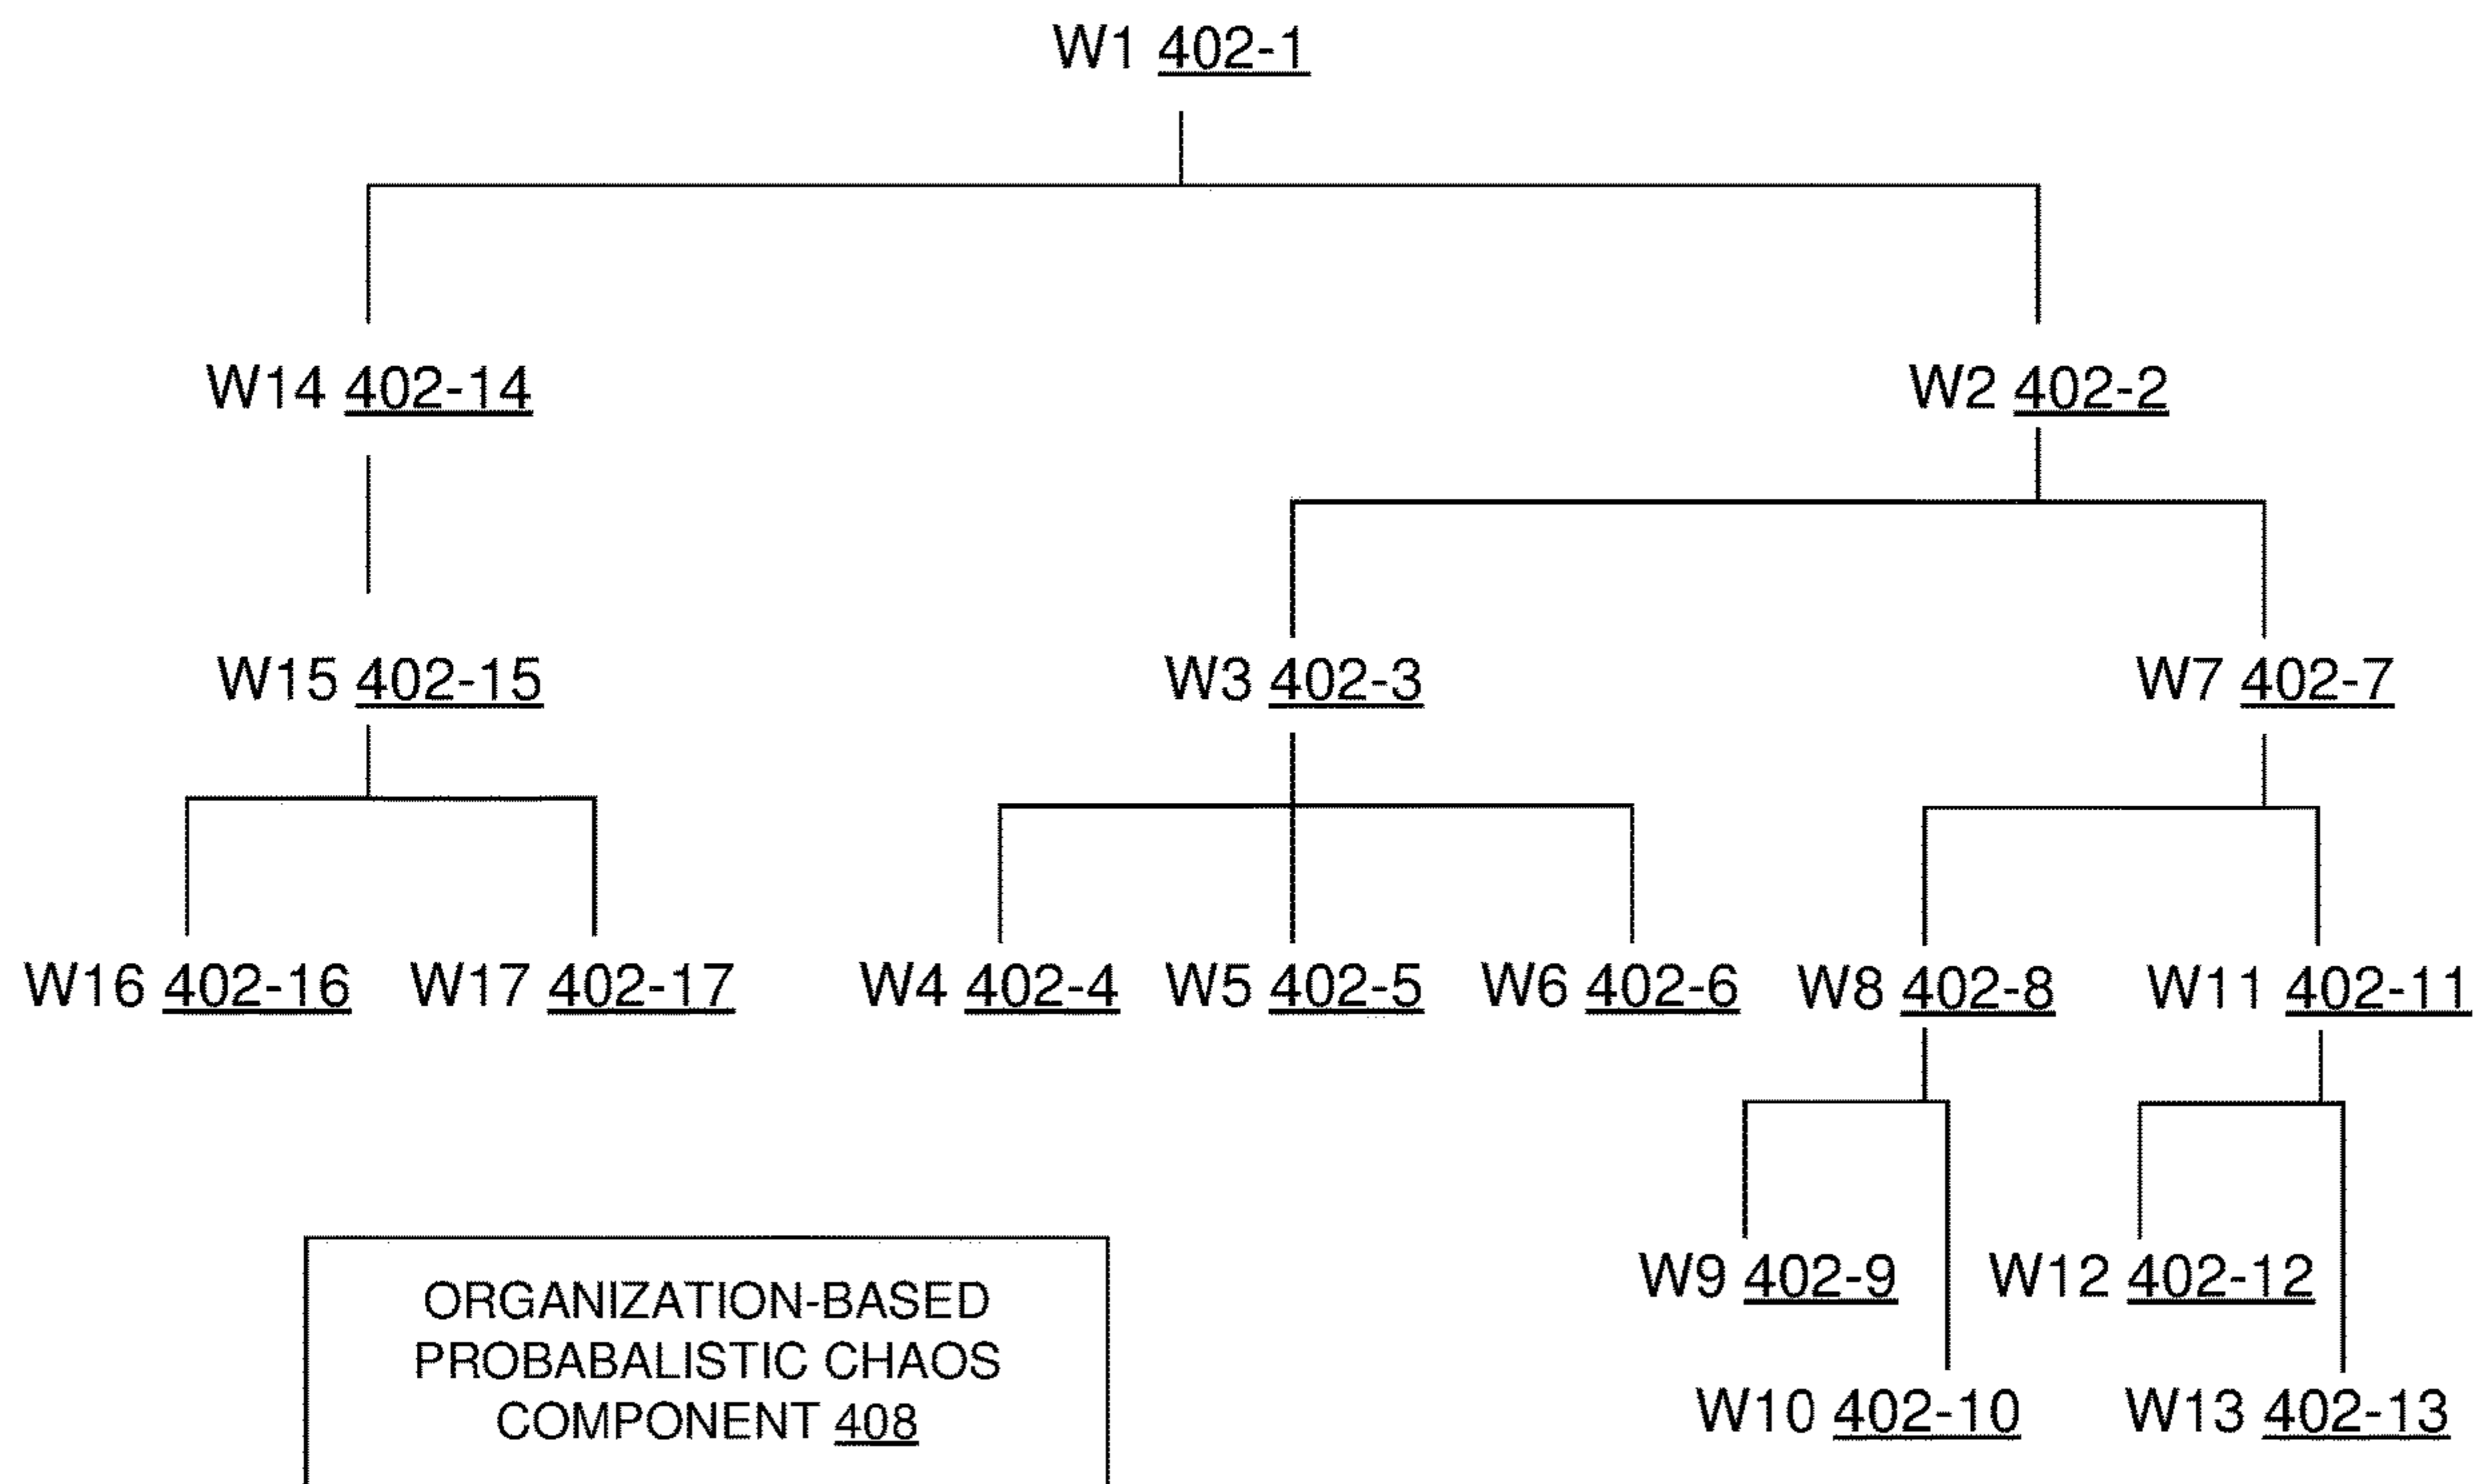 W1 402-1
W14 402-14
W2 402-2
W15 402-15
W3 402-3
W7 402-7
W16 402-16
W17 402-17
W4 402-4
W5 402-5
W6 402-6
W8 402-8
W11 402-11
W9 402-9
W12 402-12
W10 402-10
W13 402-13
ORGANIZATION-BASED
PROBABALISTIC CHAOS
COMPONENT 408